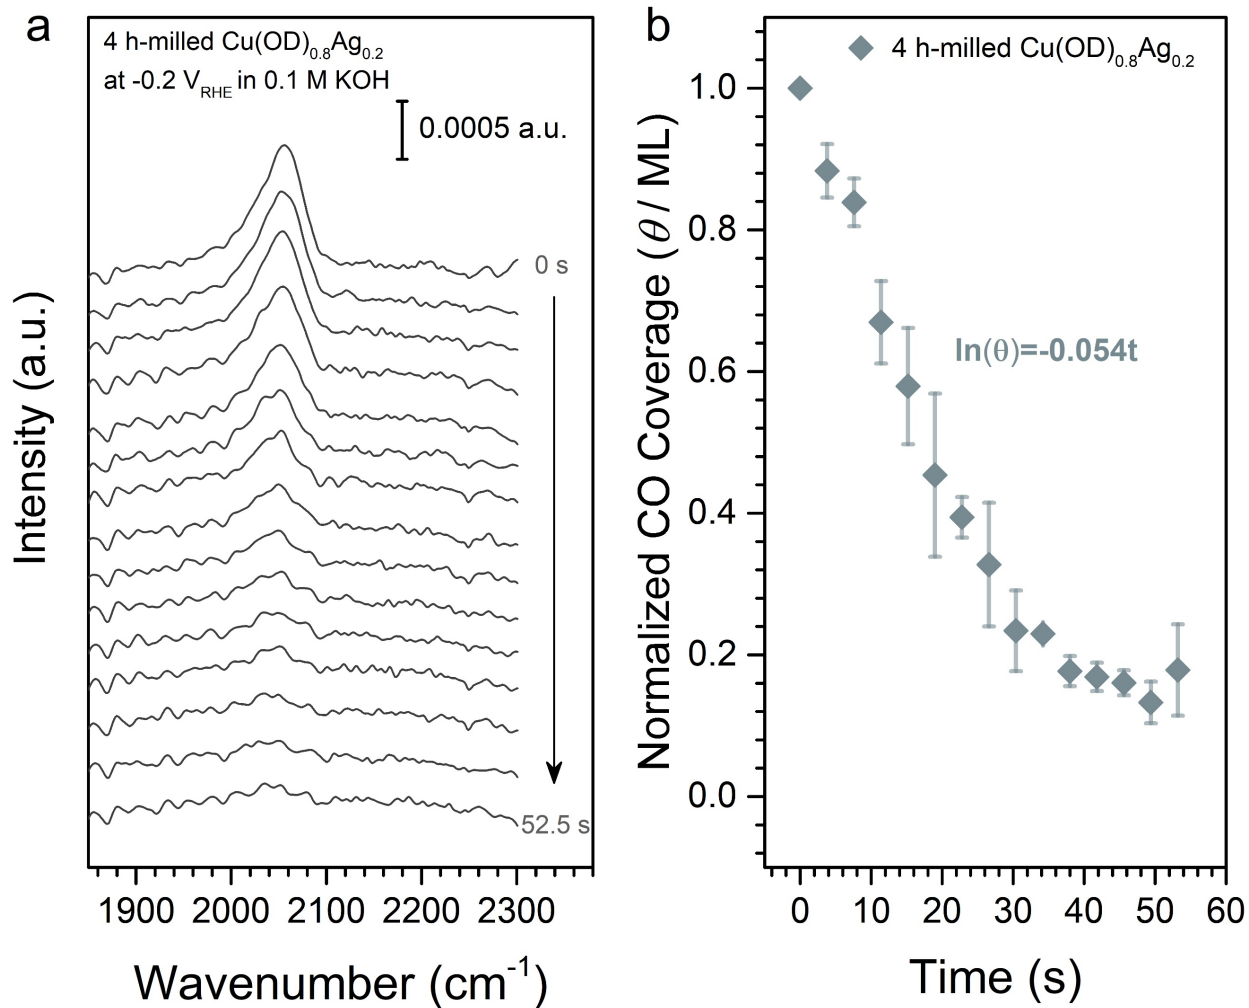 a
4 h-milled Cu(OD)0.8Ag0.2
at -0.2 VRHE in 0.1 M KOH
0.0005 a.u.
0 s
52.5 s
Intensity (a.u.)
1900 2000 2100 2200 2300
Wavenumber (cm-1)
b
4 h-milled Cu(OD)0.8Ag0.2
ln(θ)=-0.054t
Normalized CO Coverage (θ / ML)
1.0
0.8
0.6
0.4
0.2
0.0
0 10 20 30 40 50 60
Time (s)